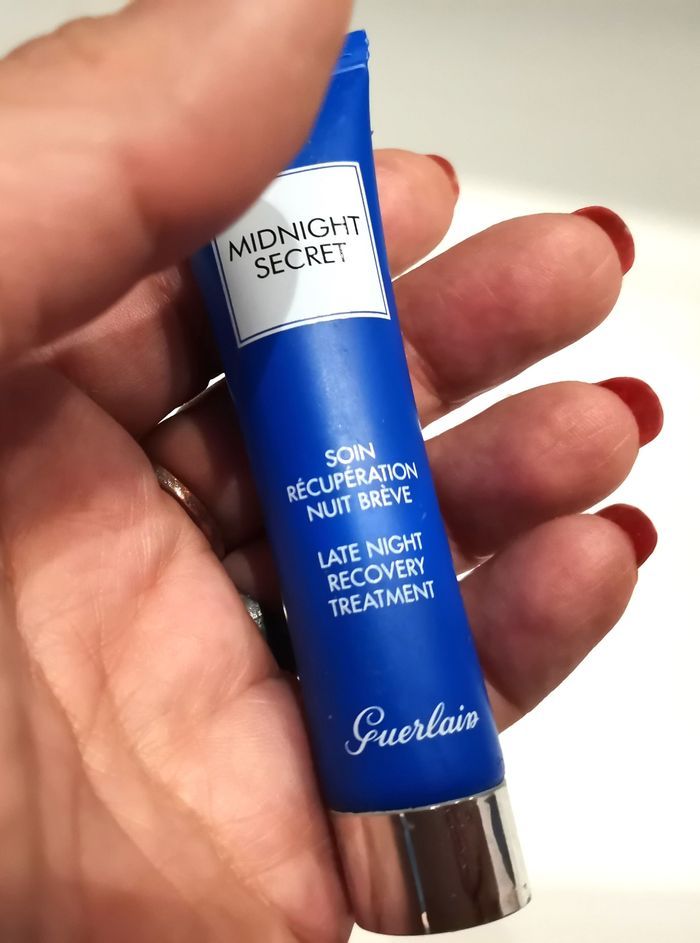 MIDNIGHT
SECRET
SOIN
RÉCUPÉRATION
NUIT BRÈVE
LATE NIGHT
RECOVERY
TREATMENT
Guerlain